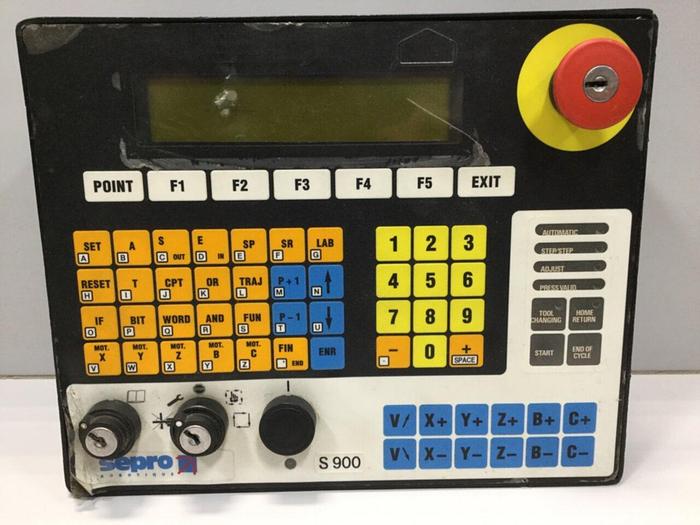 POINT F1 F2 F3 F4 F5 EXIT
SET A A B S OUT C E IN D SP E SR F LAB G
1 2 3
AUTOMATIC
STEP/STEP
ADJUST
PRESS VALID
RESET H T I CPT J OR K TRAJ L P+1 M ↑ N
4 5 6
TOOL CHANGING HOME RETURN
IF O BIT P WORD Q AND R FUN S P-1 T ↓ U
7 8 9
START END OF CYCLE
MOT. X V MOT. Y W MOT. Z X MOT. B Y MOT. C Z FIN . END ENR
- . 0 + SPACE
V/ X+ Y+ Z+ B+ C+
V\ X- Y- Z- B- C-
sepro
ROBOTIQUE
S 900